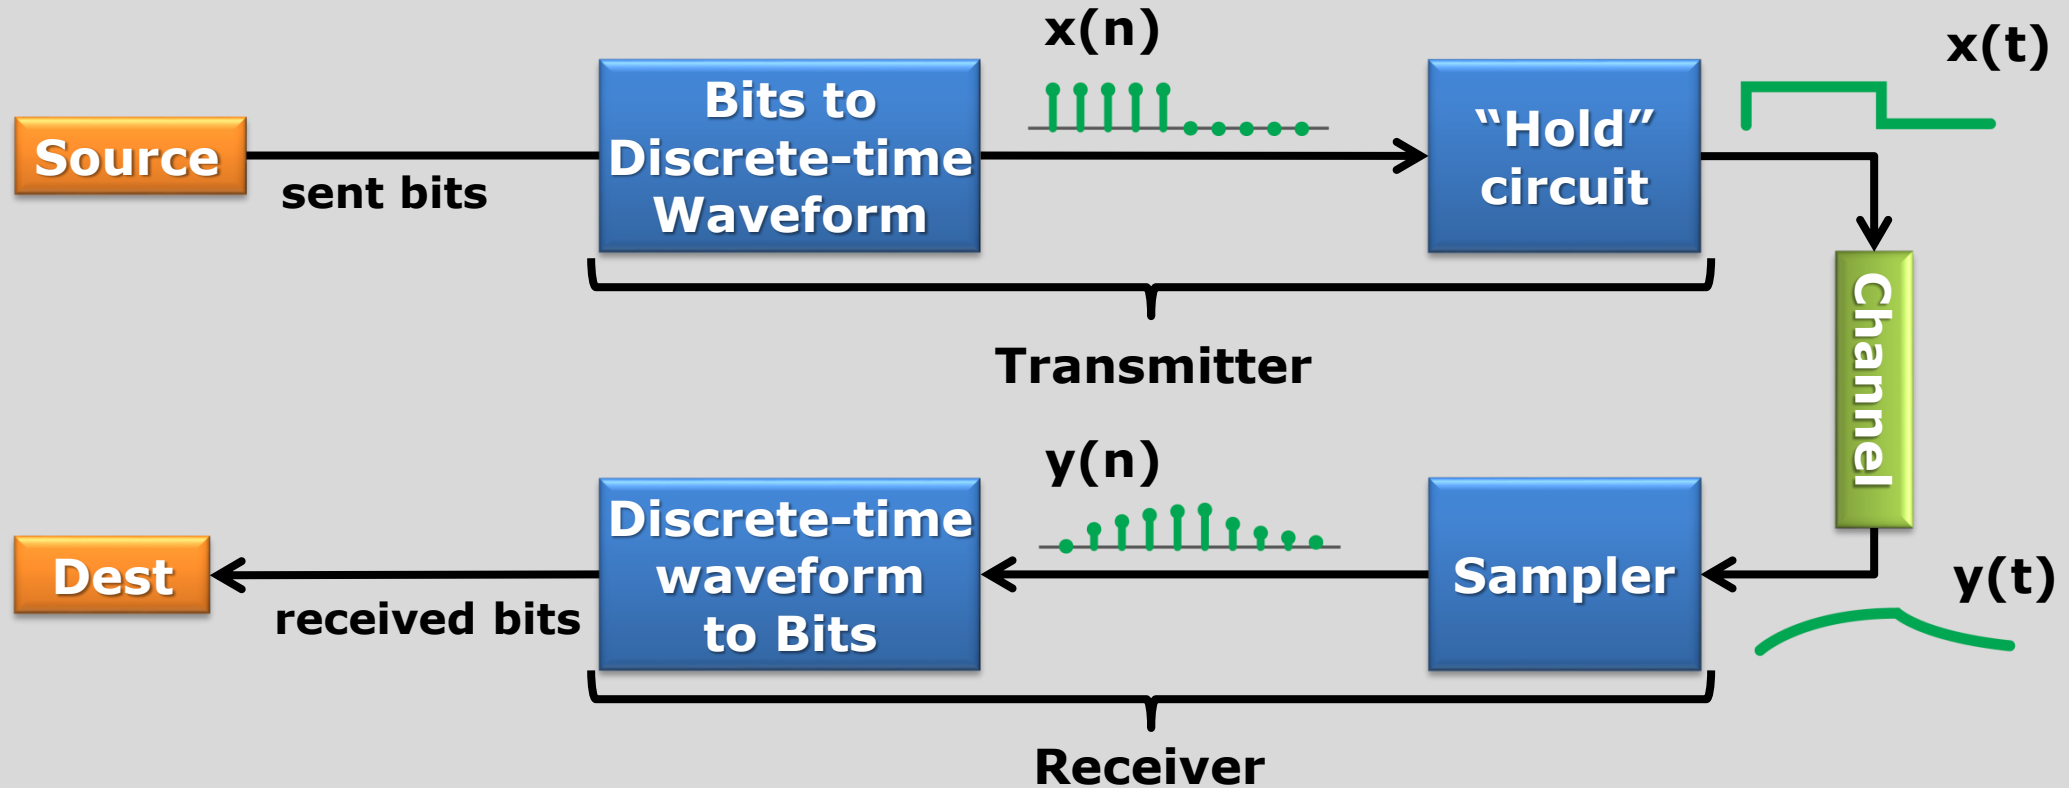 x(n)
x(t)
Source
sent bits
Bits to
Discrete-time
Waveform
“Hold”
circuit
Transmitter
Channel
y(n)
y(t)
Dest
received bits
Discrete-time
waveform
to Bits
Sampler
Receiver